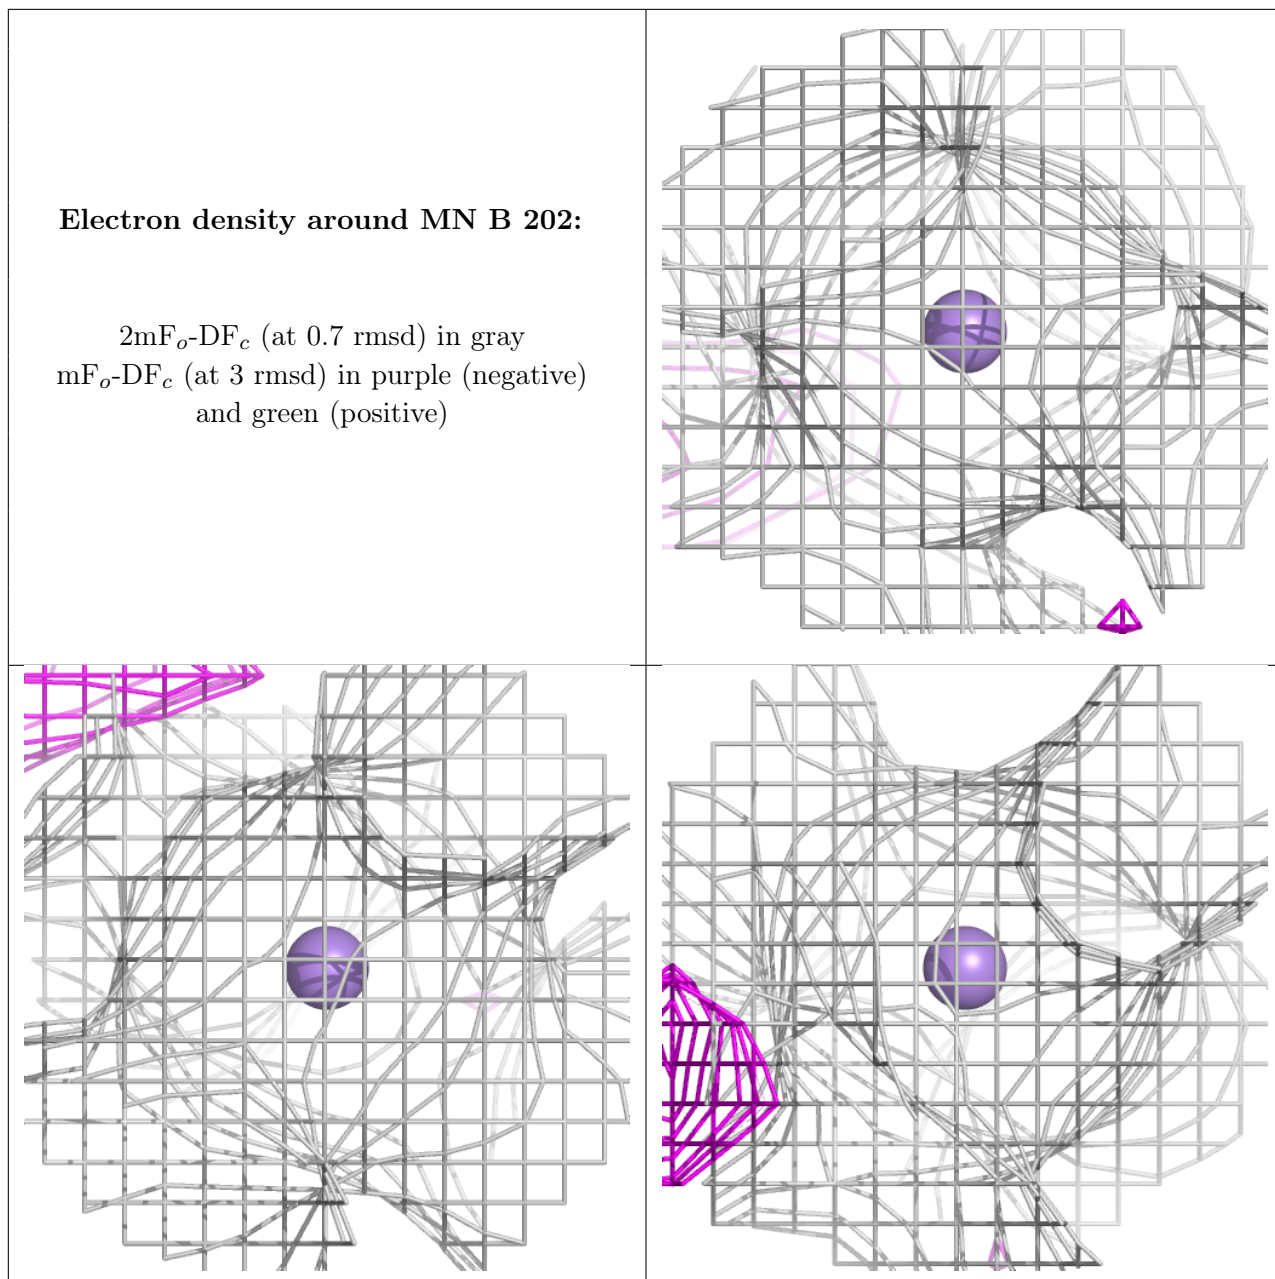 Electron density around MN B 202:
2mFo-DFc (at 0.7 rmsd) in gray
mFo-DFc (at 3 rmsd) in purple (negative)
and green (positive)